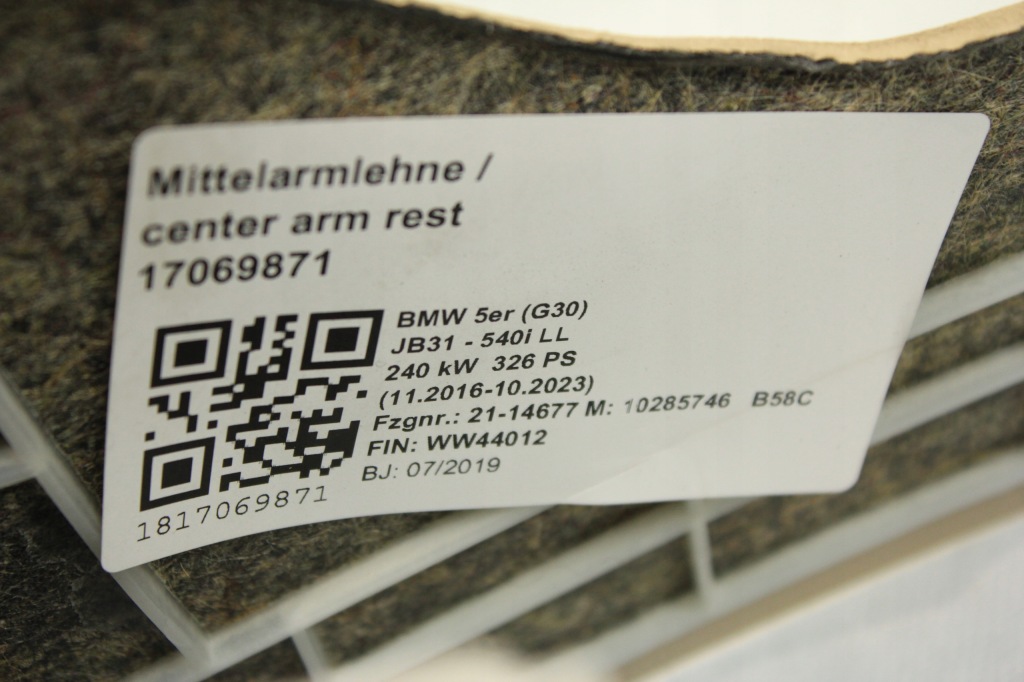 Mittelarmlehne /
center arm rest
17069871
BMW 5er (G30)
JB31 - 540i LL
240 kW 326 PS
(11.2016-10.2023)
Fzgnr.: 21-14677 M: 10285746 B58C
FIN: WW44012
BJ: 07/2019
1817069871